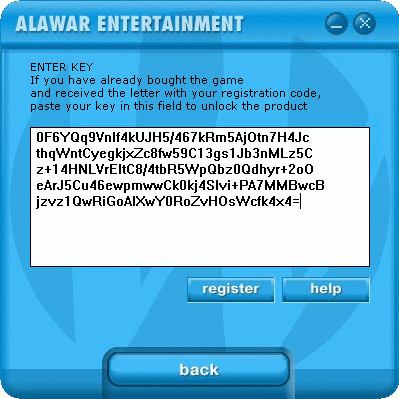 ALAWAR ENTERTAINMENT
ENTER KEY
If you have already bought the game
and received the letter with your registration code,
paste your key in this field to unlock the product
0F6YQq9Vnlf4kUJH5/467kRm5AjOtn7H4Jc
thqWntCyegkjxZc8fw59C13gs1Jb3nMLz5C
z+14HNLVrEltC8/4tbR5WpQbz0Qdhyr+2oO
eArJ5Cu46ewpmwwCk0kj4Slvi+PA7MMBwcB
jzvz1QwRiGoAlXwY0RoZvHOsWcfk4x4=
register help
back